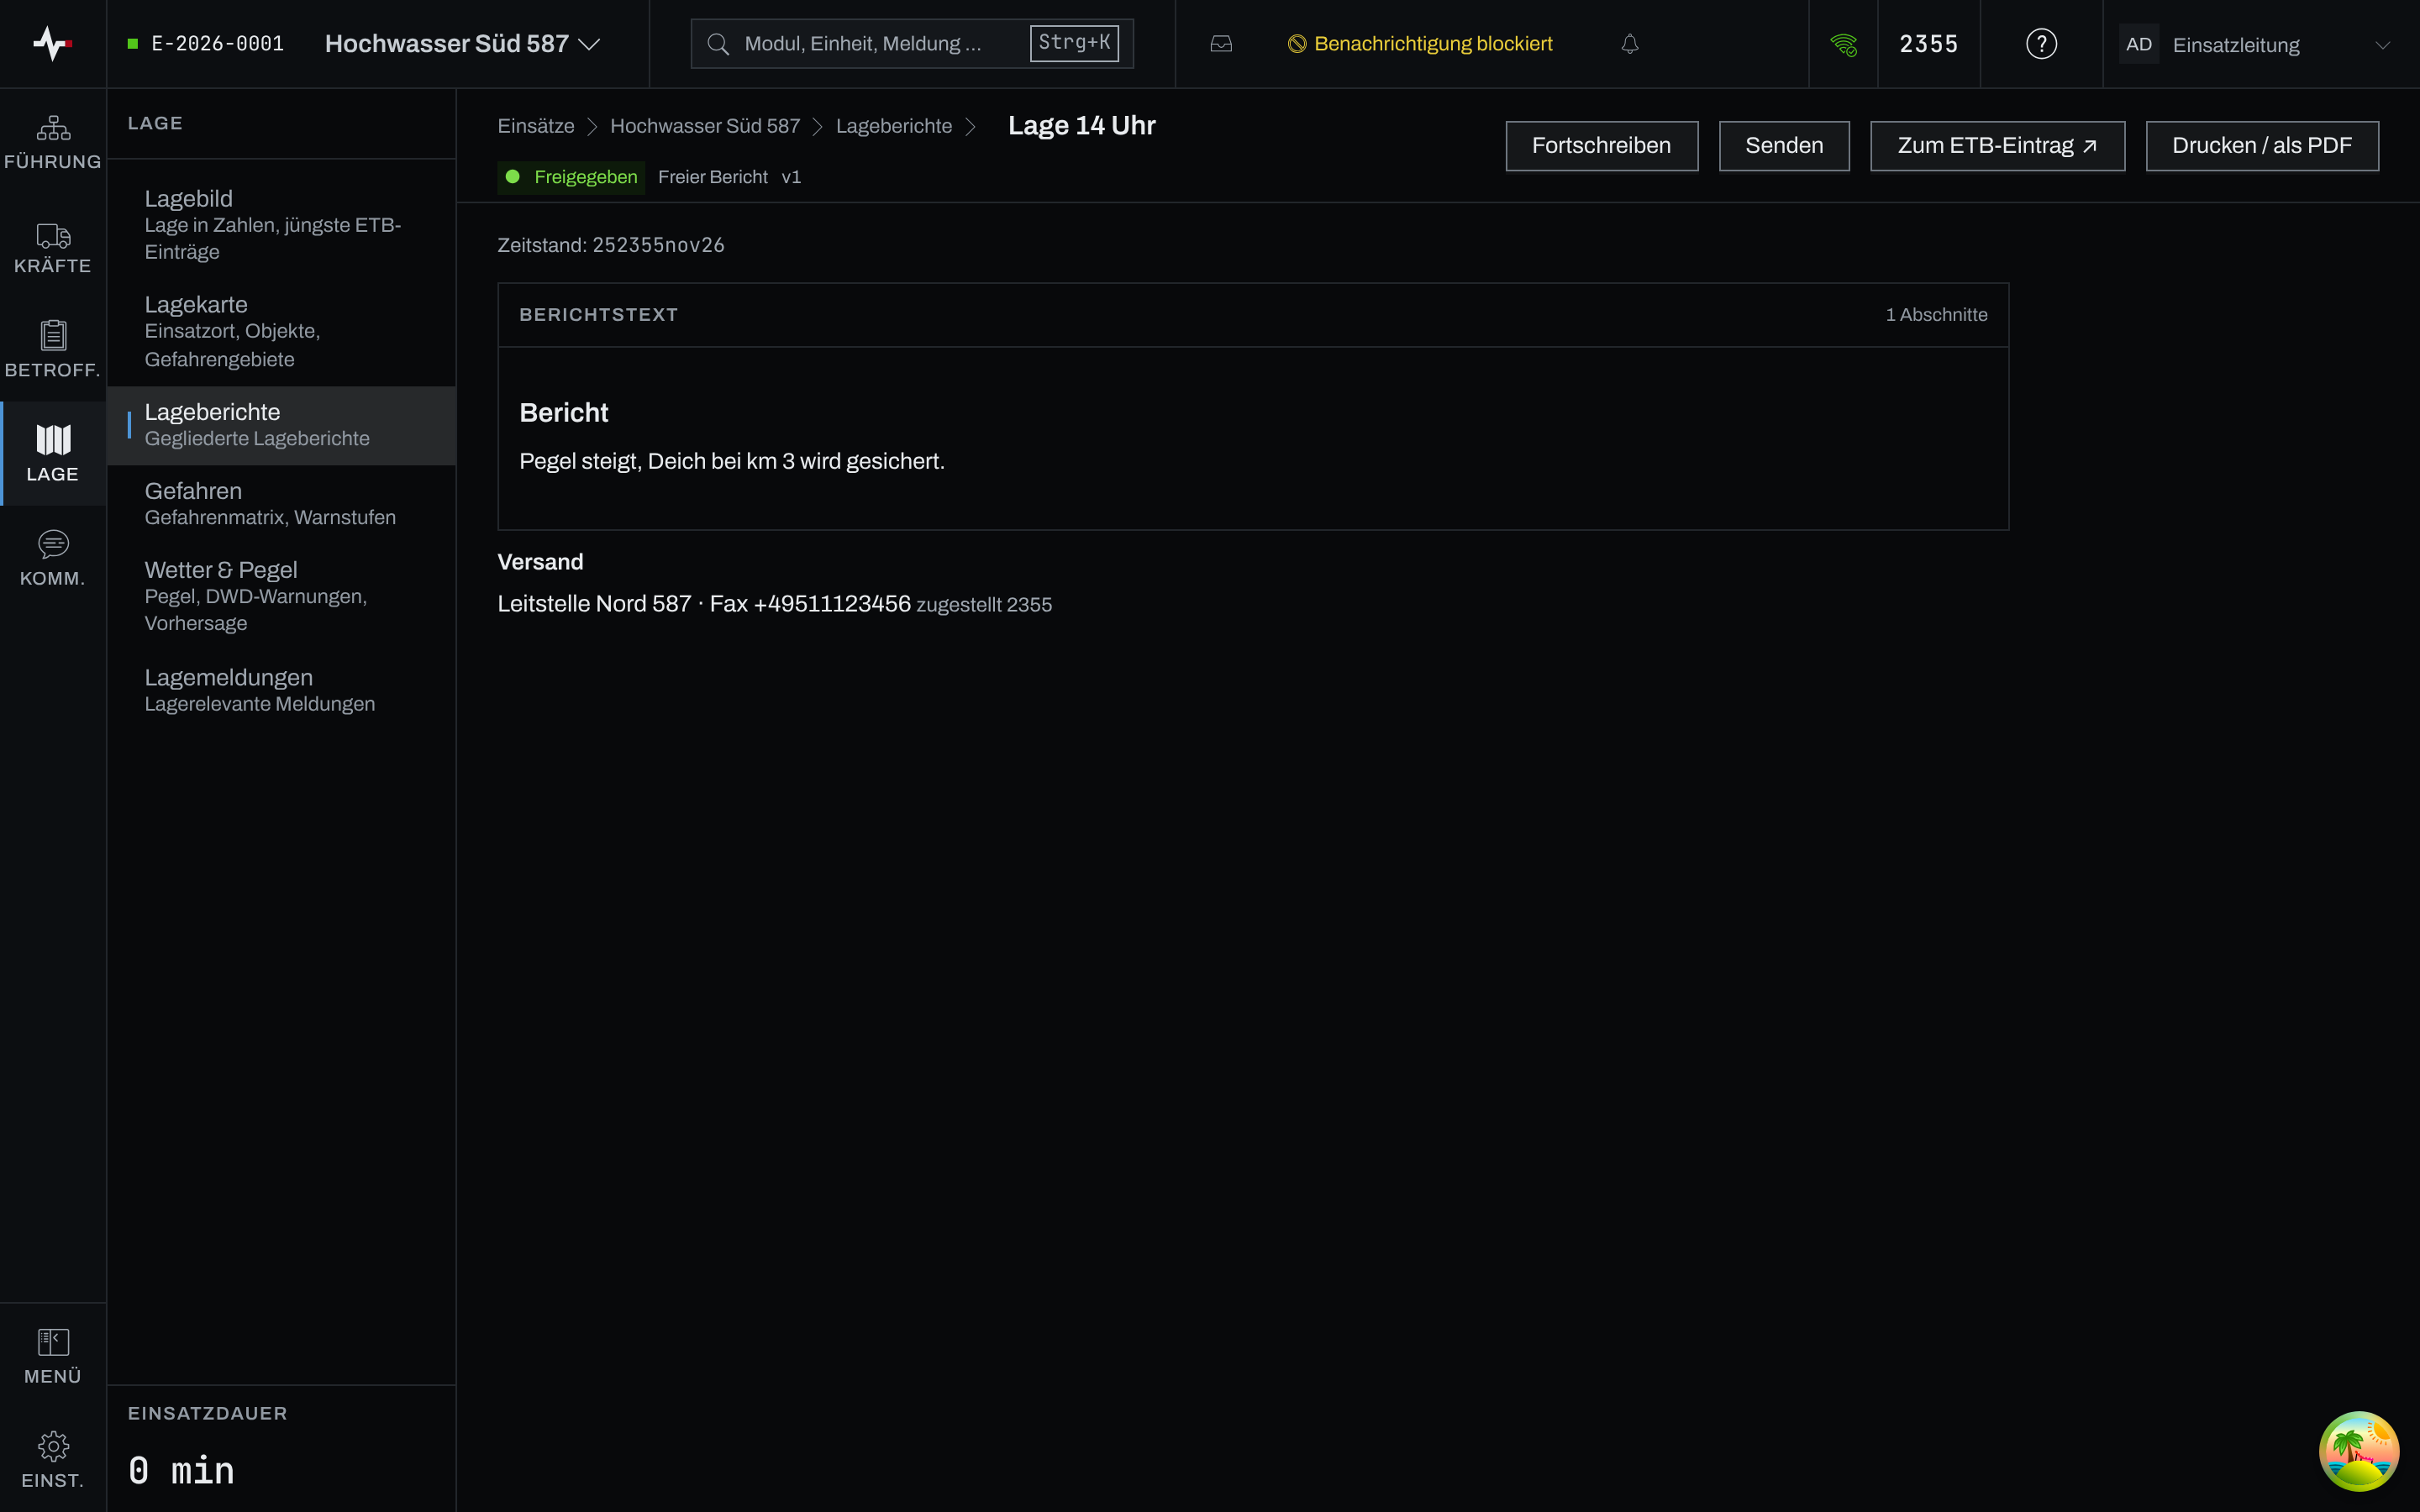 E-2026-0001
Hochwasser Süd 587
Modul, Einheit, Meldung ...
Strg+K
Benachrichtigung blockiert
2355
?
AD
Einsatzleitung
FÜHRUNG
KRÄFTE
BETROFF.
LAGE
KOMM.
MENÜ
EINST.
LAGE
Lagebild
Lage in Zahlen, jüngste ETB-
Einträge
Lagekarte
Einsatzort, Objekte,
Gefahrengebiete
Lageberichte
Gegliederte Lageberichte
Gefahren
Gefahrenmatrix, Warnstufen
Wetter & Pegel
Pegel, DWD-Warnungen,
Vorhersage
Lagemeldungen
Lagerelevante Meldungen
EINSATZDAUER
0 min
Einsätze
Hochwasser Süd 587
Lageberichte
Lage 14 Uhr
Freigegeben
Freier Bericht
v1
Fortschreiben
Senden
Zum ETB-Eintrag ↗
Drucken / als PDF
Zeitstand: 252355nov26
BERICHTSTEXT
1 Abschnitte
Bericht
Pegel steigt, Deich bei km 3 wird gesichert.
Versand
Leitstelle Nord 587 · Fax +49511123456 zugestellt 2355